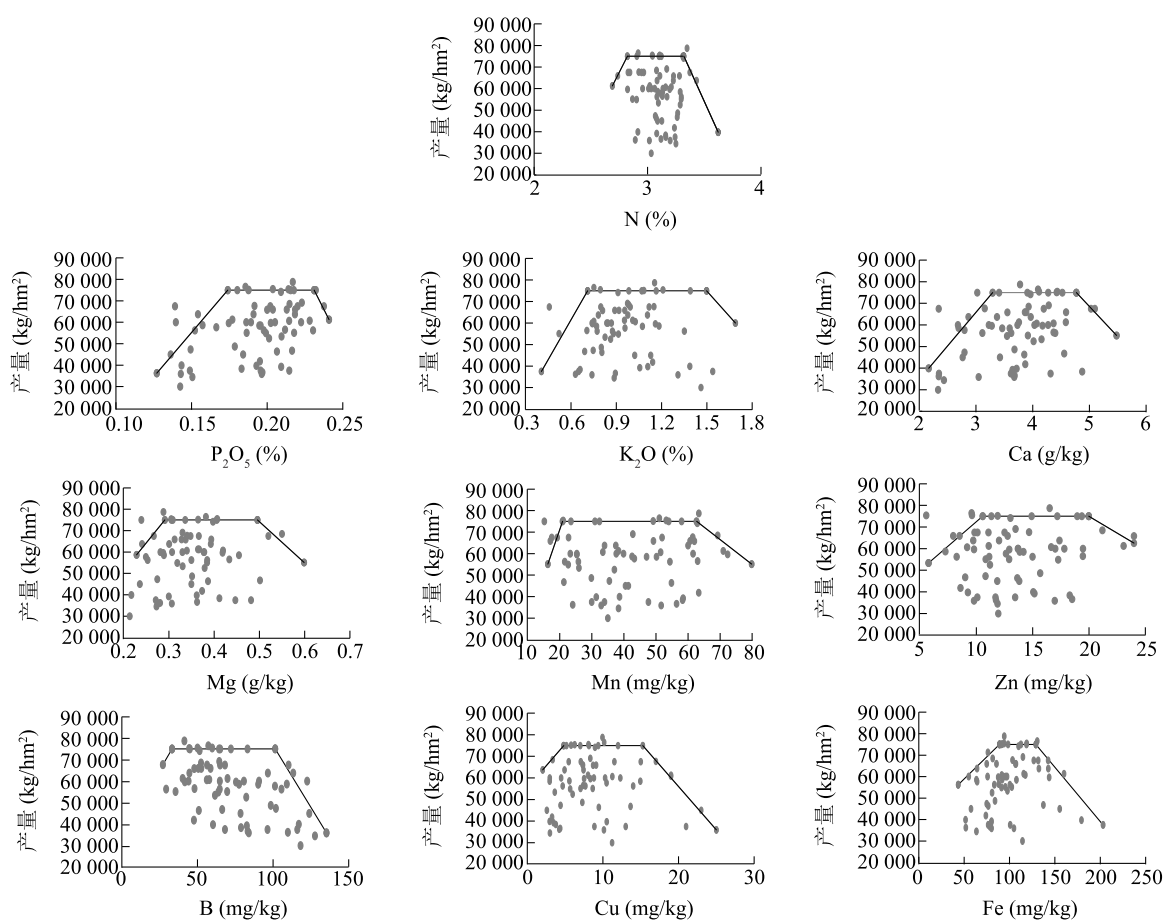 90 000
80 000
70 000
60 000
50 000
40 000
30 000
20 000
产量 (kg/hm²)
2 3 4
N (%)
90 000
80 000
70 000
60 000
50 000
40 000
30 000
20 000
产量 (kg/hm²)
0.10 0.15 0.20 0.25
P₂O₅ (%)
90 000
80 000
70 000
60 000
50 000
40 000
30 000
20 000
产量 (kg/hm²)
0.3 0.6 0.9 1.2 1.5 1.8
K₂O (%)
90 000
80 000
70 000
60 000
50 000
40 000
30 000
20 000
产量 (kg/hm²)
2 3 4 5 6
Ca (g/kg)
90 000
80 000
70 000
60 000
50 000
40 000
30 000
20 000
产量 (kg/hm²)
0.2 0.3 0.4 0.5 0.6 0.7
Mg (g/kg)
90 000
80 000
70 000
60 000
50 000
40 000
30 000
20 000
产量 (kg/hm²)
10 20 30 40 50 60 70 80
Mn (mg/kg)
90 000
80 000
70 000
60 000
50 000
40 000
30 000
20 000
产量 (kg/hm²)
5 10 15 20 25
Zn (mg/kg)
90 000
80 000
70 000
60 000
50 000
40 000
30 000
20 000
产量 (kg/hm²)
0 50 100 150
B (mg/kg)
90 000
80 000
70 000
60 000
50 000
40 000
30 000
20 000
产量 (kg/hm²)
0 10 20 30
Cu (mg/kg)
90 000
80 000
70 000
60 000
50 000
40 000
30 000
20 000
产量 (kg/hm²)
0 50 100 150 200 250
Fe (mg/kg)